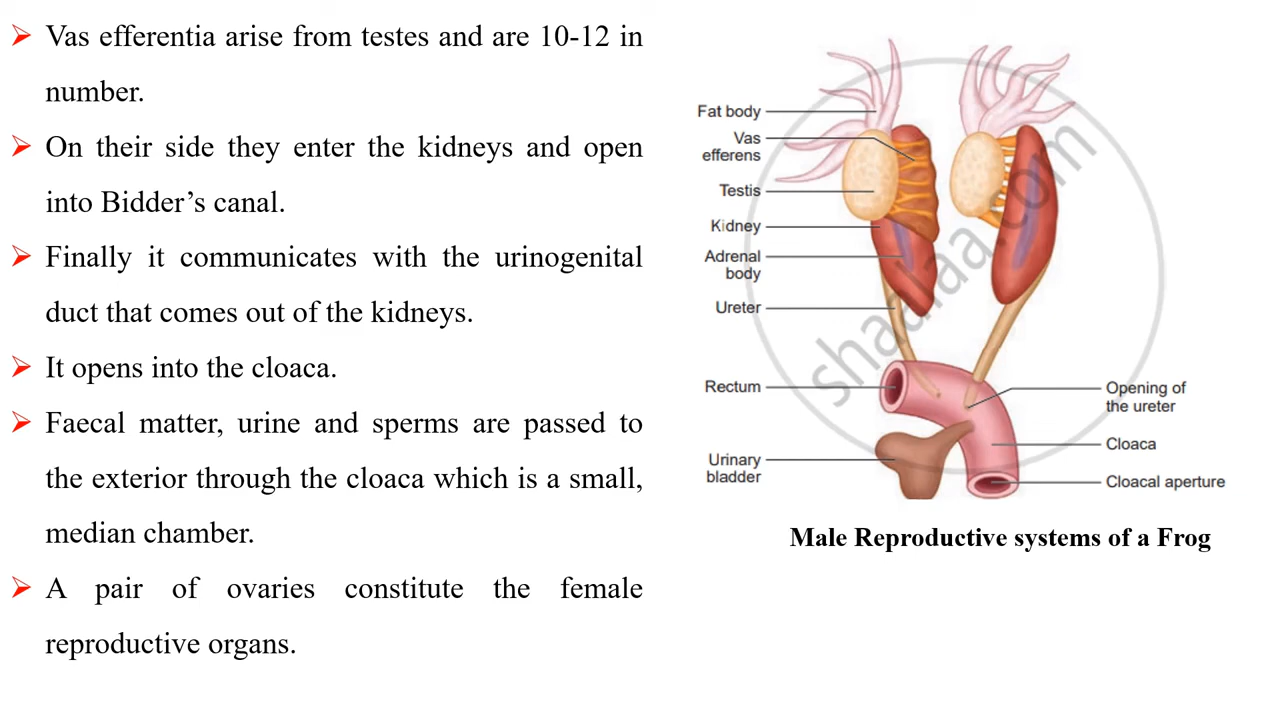 Vas efferentia arise from testes and are 10-12 in
number.
On their side they enter the kidneys and open
into Bidder’s canal.
Finally it communicates with the urinogenital
duct that comes out of the kidneys.
It opens into the cloaca.
Faecal matter, urine and sperms are passed to
the exterior through the cloaca which is a small,
median chamber.
A pair of ovaries constitute the female
reproductive organs.
Fat body
Vas
efferens
Testis
Kidney
Adrenal
body
Ureter
Rectum
Urinary
bladder
Opening of
the ureter
Cloaca
Cloacal aperture
shaalaa.com
Male Reproductive systems of a Frog